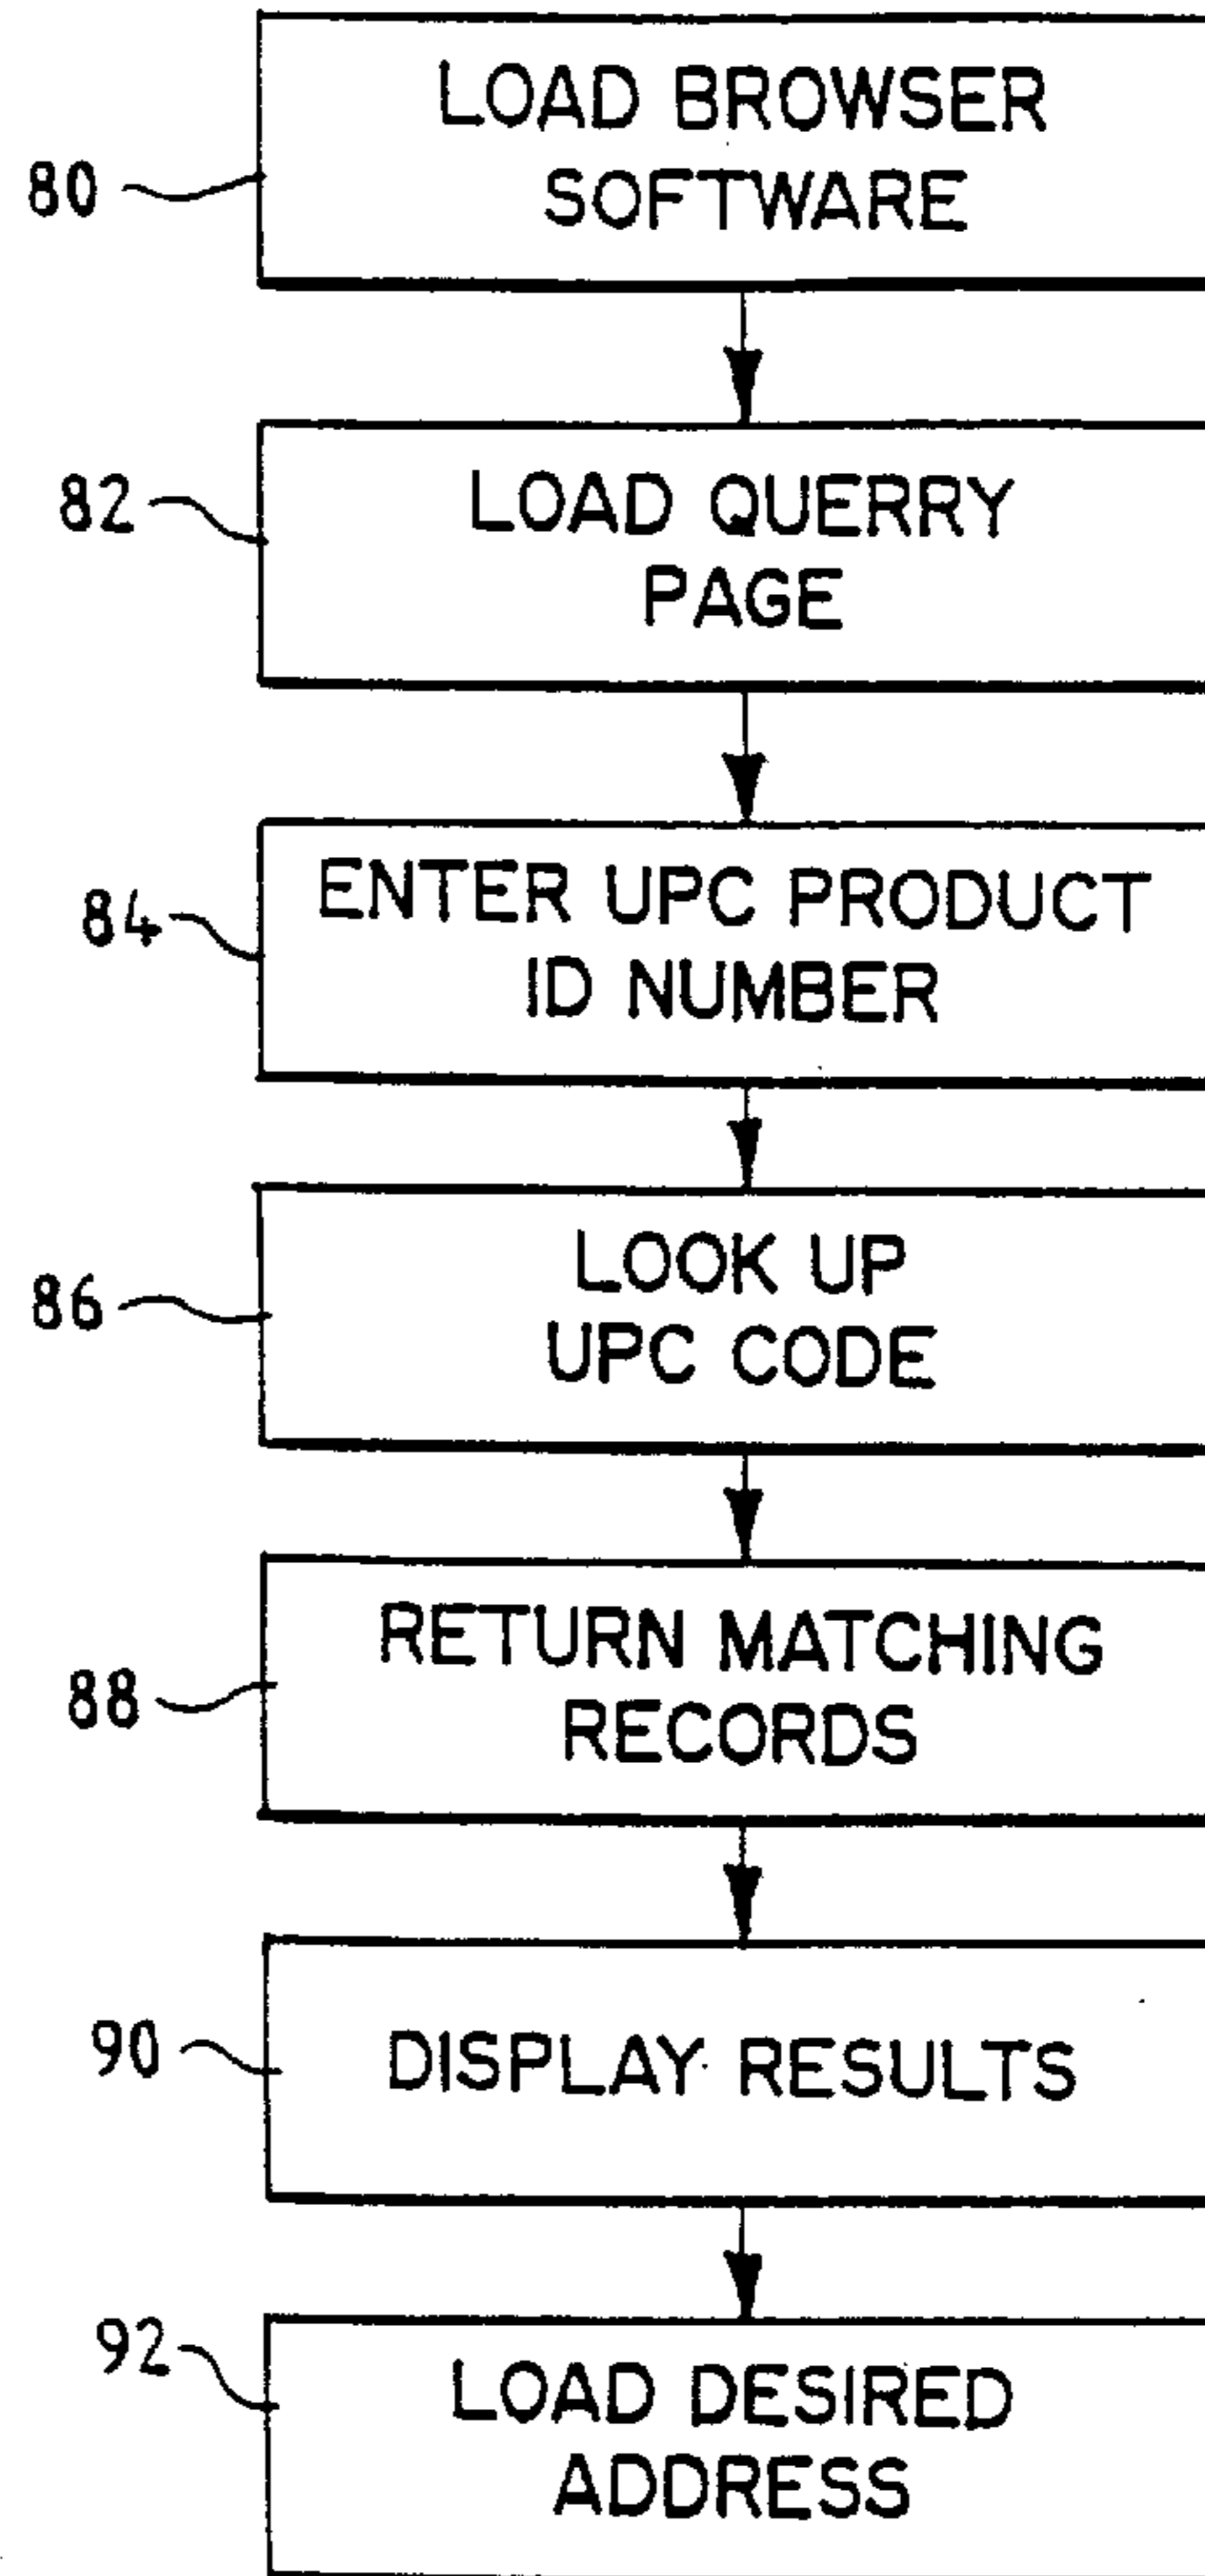 LOAD BROWSER
SOFTWARE
80
82
LOAD QUERRY
PAGE
84
ENTER UPC PRODUCT
ID NUMBER
86
LOOK UP
UPC CODE
88
RETURN MATCHING
RECORDS
90
DISPLAY RESULTS
92
LOAD DESIRED
ADDRESS